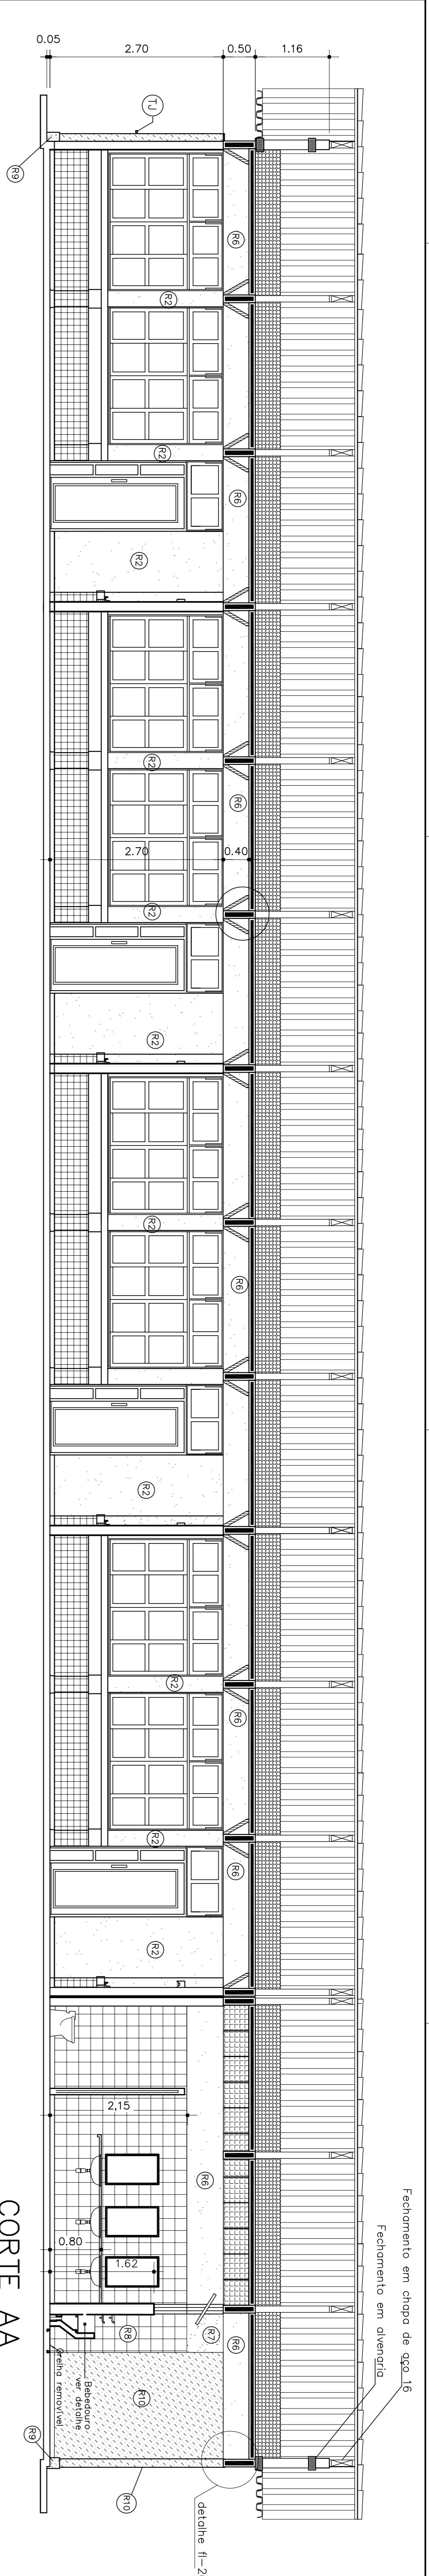 0.05
2.70
0.50
1.16
TJ
R9
R6
R2
R2
R6
R2
R2
R6
2.70
0.40
R2
R2
R2
R6
R2
R2
R6
R2
R6
R2
2,15
R6
0.80
1.62
R7
R6
R8
R10
Bebedouro
ver detalhe
Grelha removível
R9
R10
Fechamento em chapa de aço 16
Fechamento em alvenaria
detalhe fl-2
CORTE AA